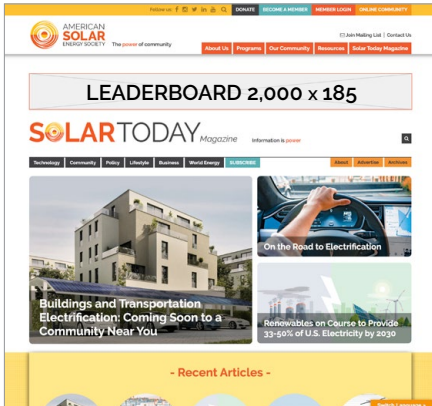 Follow us:
DONATE
BECOME A MEMBER
MEMBER LOGIN
ONLINE COMMUNITY
AMERICAN
SOLAR
ENERGY SOCIETY
The power of community
Join Mailing List | Contact Us
About Us
Programs
Our Community
Resources
Solar Today Magazine
LEADERBOARD 2,000 x 185
SOLARTODAY Magazine
Information is power
Technology
Community
Policy
Lifestyle
Business
World Energy
SUBSCRIBE
About
Advertise
Archives
Buildings and Transportation
Electrification: Coming Soon to a
Community Near You
On the Road to Electrification
Renewables on Course to Provide
33-50% of U.S. Electricity by 2030
- Recent Articles -